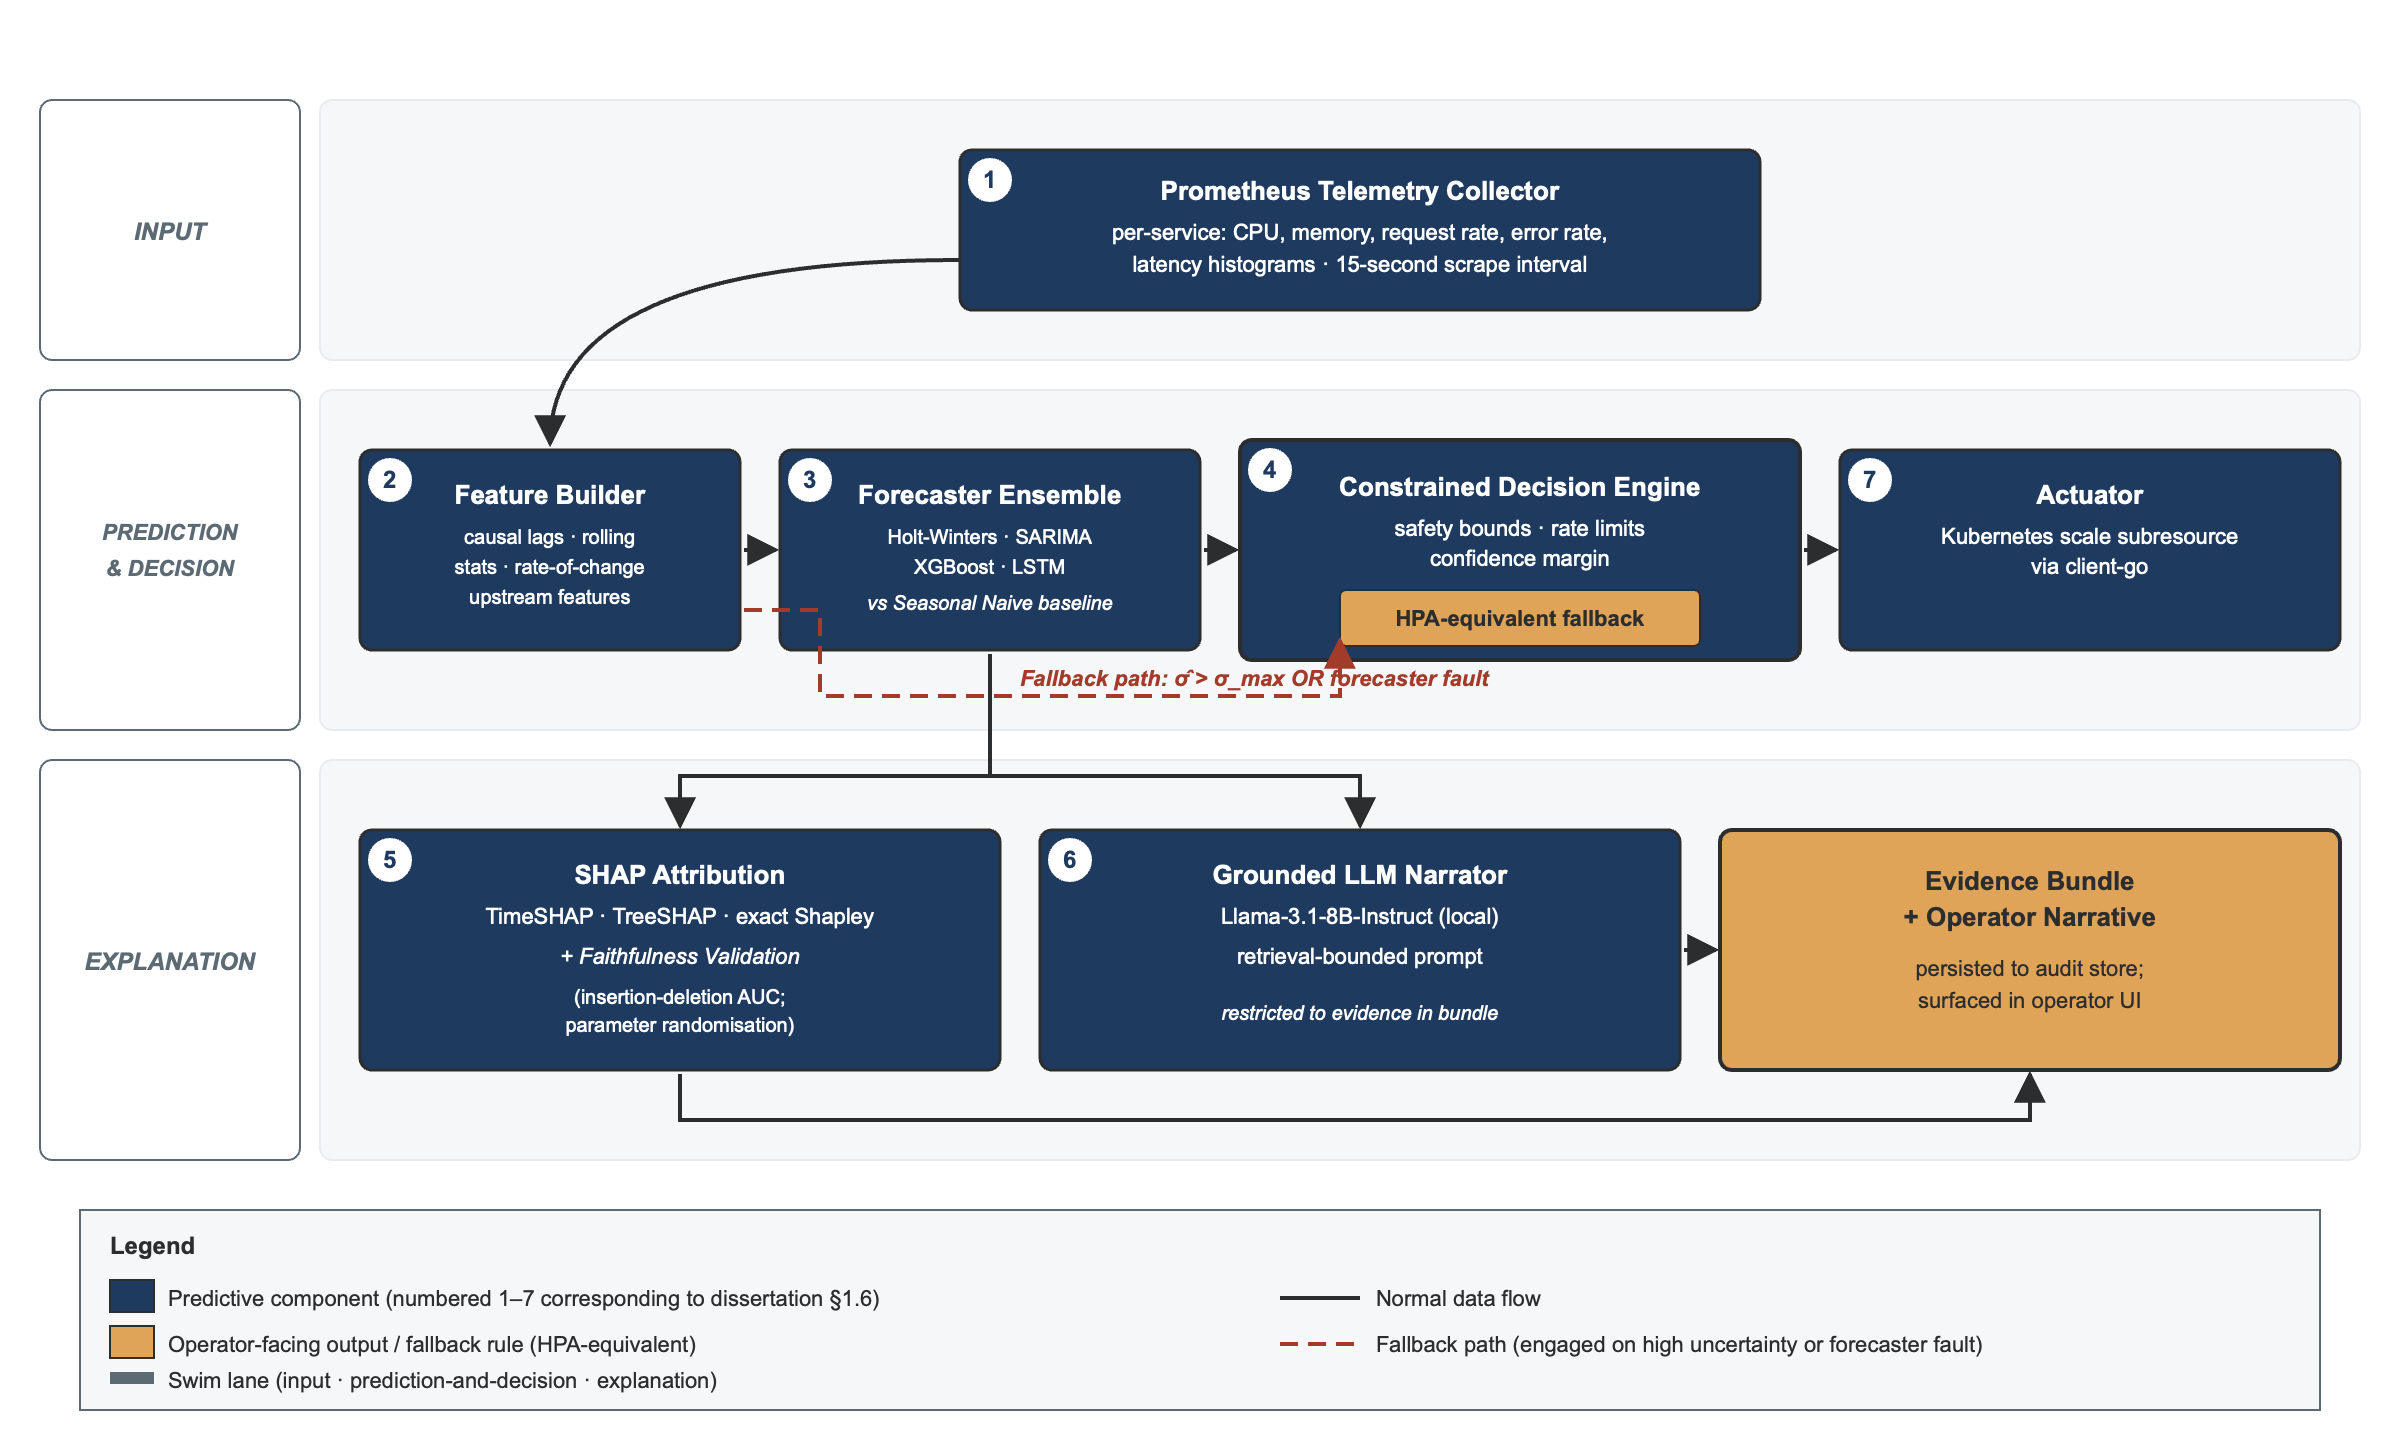 INPUT
1
Prometheus Telemetry Collector
per-service: CPU, memory, request rate, error rate,
latency histograms · 15-second scrape interval
PREDICTION
& DECISION
2
Feature Builder
causal lags · rolling
stats · rate-of-change
upstream features
3
Forecaster Ensemble
Holt-Winters · SARIMA
XGBoost · LSTM
vs Seasonal Naive baseline
4
Constrained Decision Engine
safety bounds · rate limits
confidence margin
HPA-equivalent fallback
7
Actuator
Kubernetes scale subresource
via client-go
Fallback path: σ̂ > σ_max OR forecaster fault
EXPLANATION
5
SHAP Attribution
TimeSHAP · TreeSHAP · exact Shapley
+ Faithfulness Validation
(insertion-deletion AUC;
parameter randomisation)
6
Grounded LLM Narrator
Llama-3.1-8B-Instruct (local)
retrieval-bounded prompt
restricted to evidence in bundle
Evidence Bundle
+ Operator Narrative
persisted to audit store;
surfaced in operator UI
Legend
Predictive component (numbered 1–7 corresponding to dissertation §1.6)
Operator-facing output / fallback rule (HPA-equivalent)
Swim lane (input · prediction-and-decision · explanation)
Normal data flow
Fallback path (engaged on high uncertainty or forecaster fault)